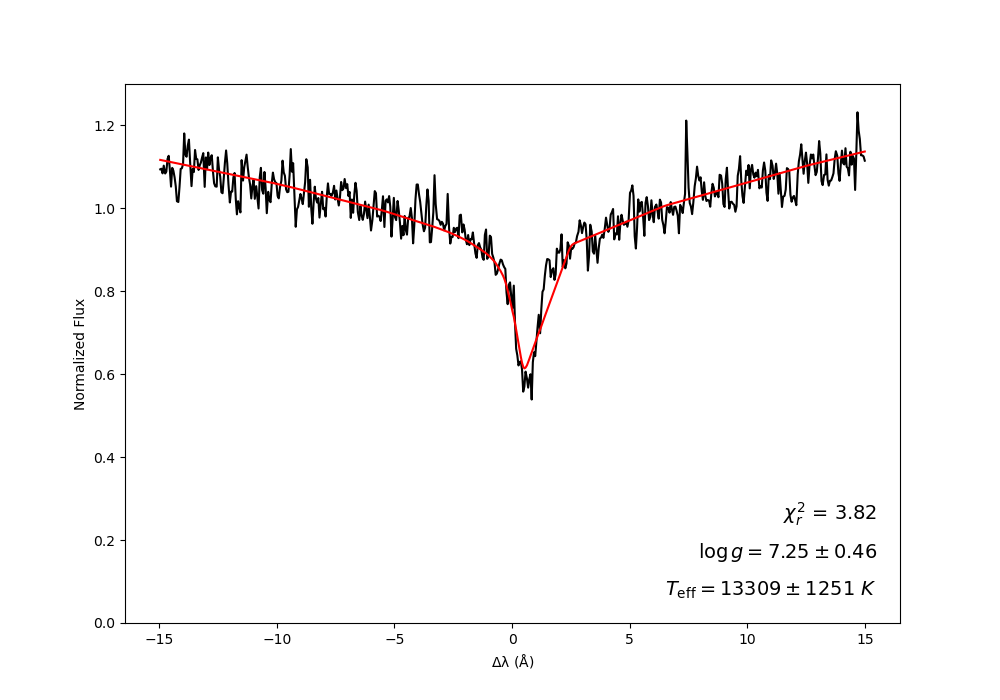 1.2
1.0
0.8
0.6
0.4
0.2
0.0
Normalized Flux
χ²ᵣ = 3.82
log g = 7.25 ± 0.46
T_eff = 13309 ± 1251 K
−15 −10 −5 0 5 10 15
Δλ (Å)